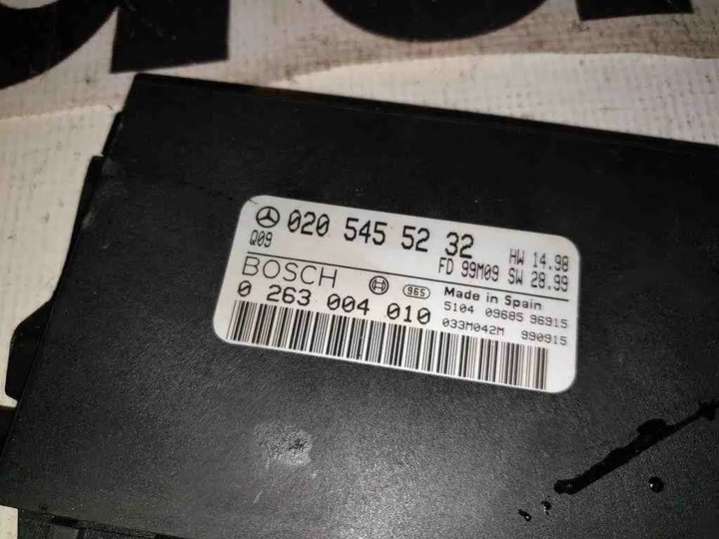 020 545 52 32
Q09
HW 14.98
FD 99M09 SW 29.99
BOSCH
965
Made in Spain
0 263 004 010
5104 09685 96915
033M042M 990915